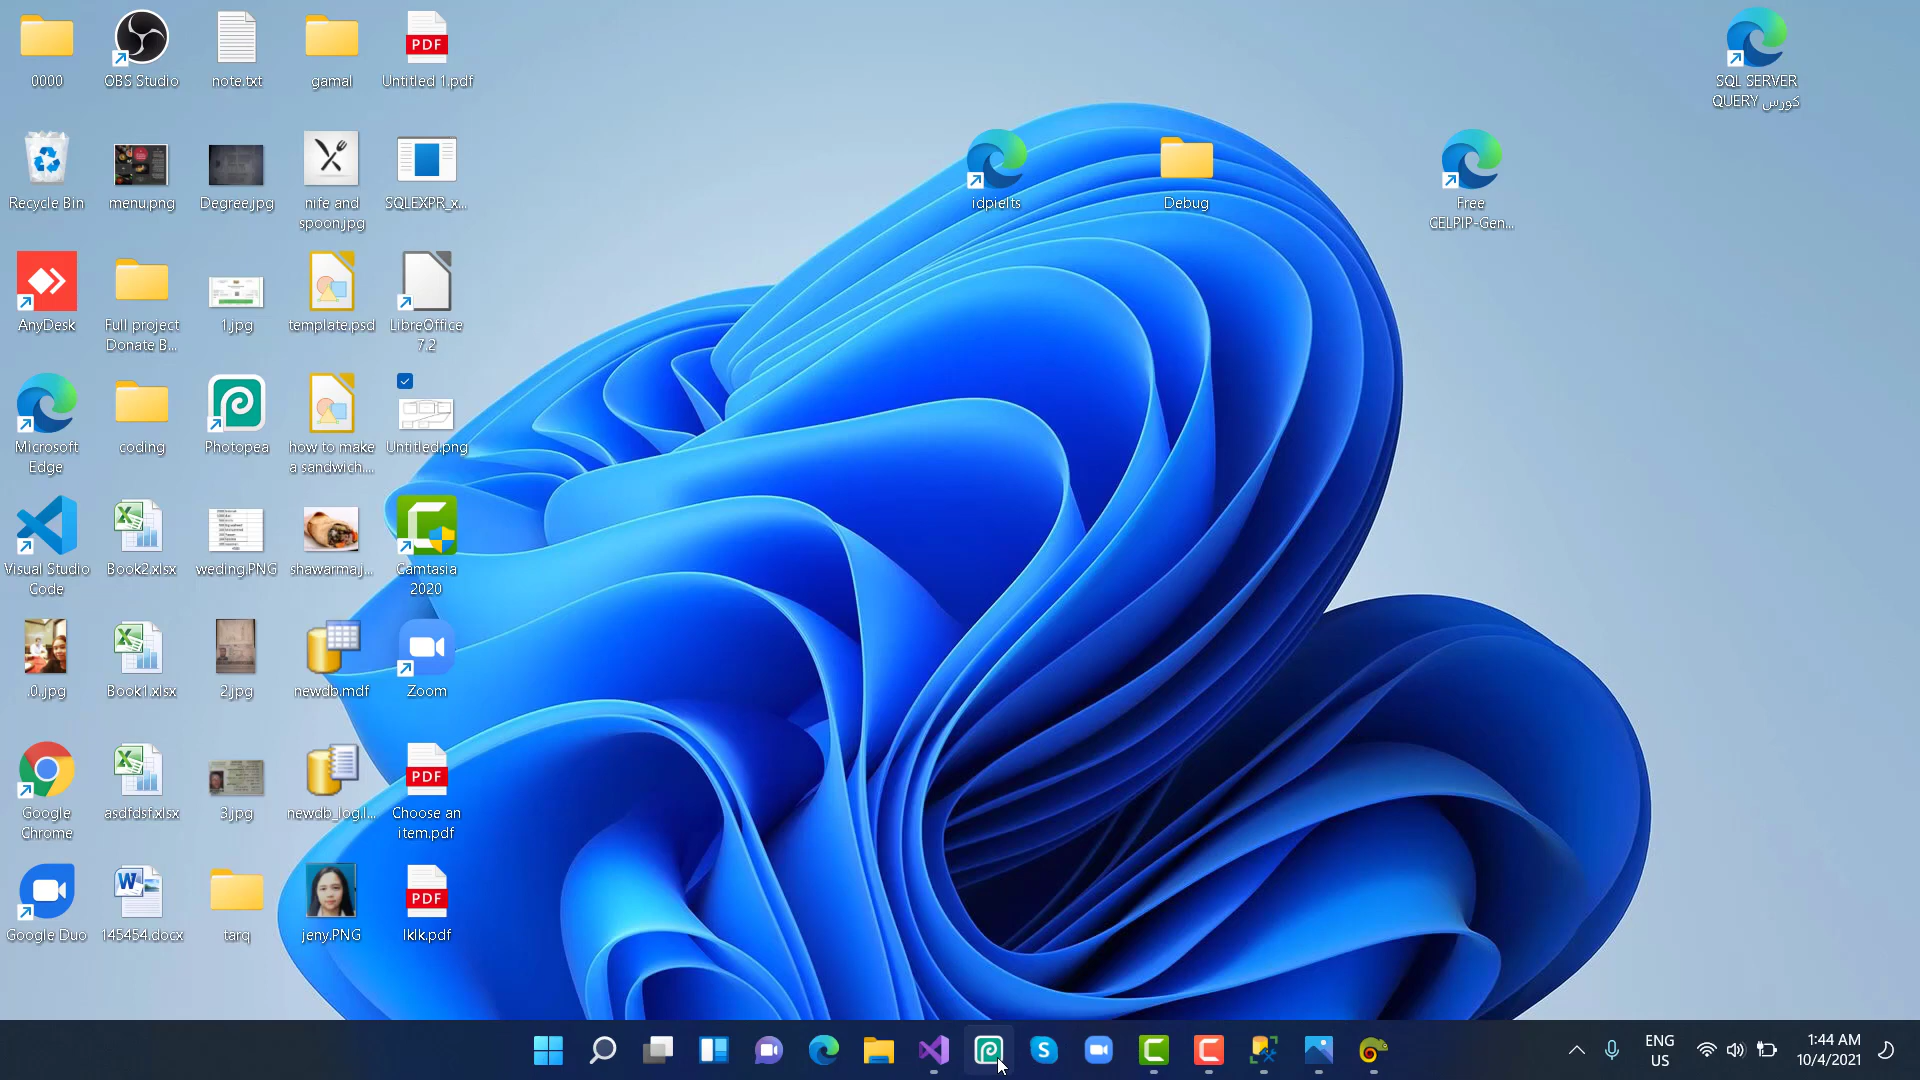 0000
OBS Studio
note.txt
gamal
PDF
Untitled 1.pdf
SQL SERVER
QUERY كورس
Recycle Bin
menu.png
Degree.jpg
nife and
spoon.jpg
SQLEXPR_x...
idpielts
Debug
Free
CELPIP-Gen...
AnyDesk
Full project
Donate B...
1.jpg
template.psd
LibreOffice
7.2
Microsoft
Edge
coding
Photopea
how to make
a sandwich....
Untitled.png
Visual Studio
Code
Book2.xlsx
weding.PNG
shawarma.j...
Camtasia
2020
.0.jpg
Book1.xlsx
2.jpg
newdb.mdf
Zoom
Google
Chrome
asdfdsf.xlsx
3.jpg
newdb_log.l...
PDF
Choose an
item.pdf
Google Duo
145454.docx
tarq
jeny.PNG
PDF
lklk.pdf
ENG
US
1:44 AM
10/4/2021